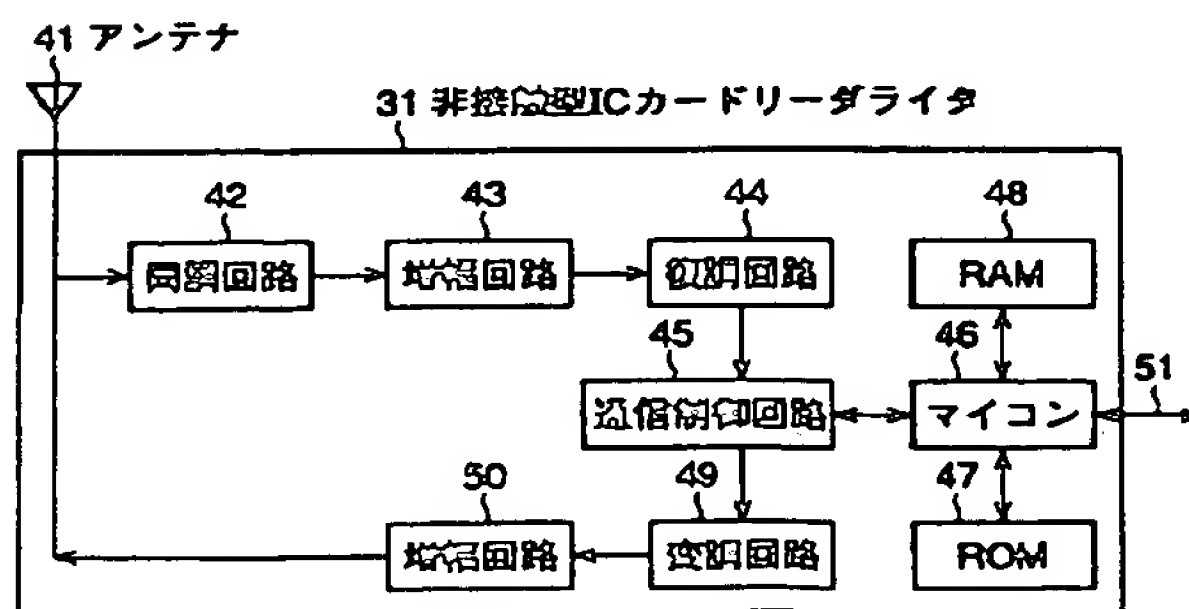 41 アンテナ
31 非接触型ICカードリーダライタ
42
43
44
48
同調回路
増幅回路
復調回路
RAM
45
46
51
通信制御回路
マイコン
50
49
47
増幅回路
変調回路
ROM